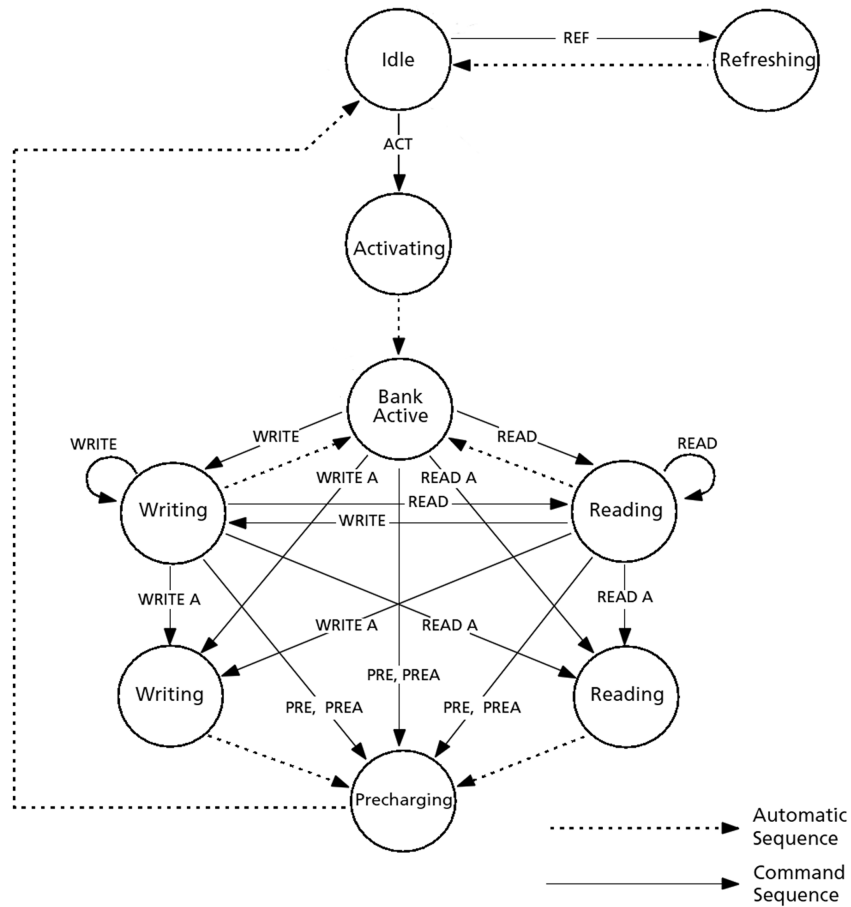 Idle
REF
Refreshing
ACT
Activating
Bank
Active
WRITE
READ
WRITE
READ
WRITE A
READ A
Writing
READ
Reading
WRITE
WRITE A
READ A
WRITE A
READ A
Writing
PRE, PREA
Reading
PRE, PREA
PRE, PREA
Precharging
Automatic
Sequence
Command
Sequence